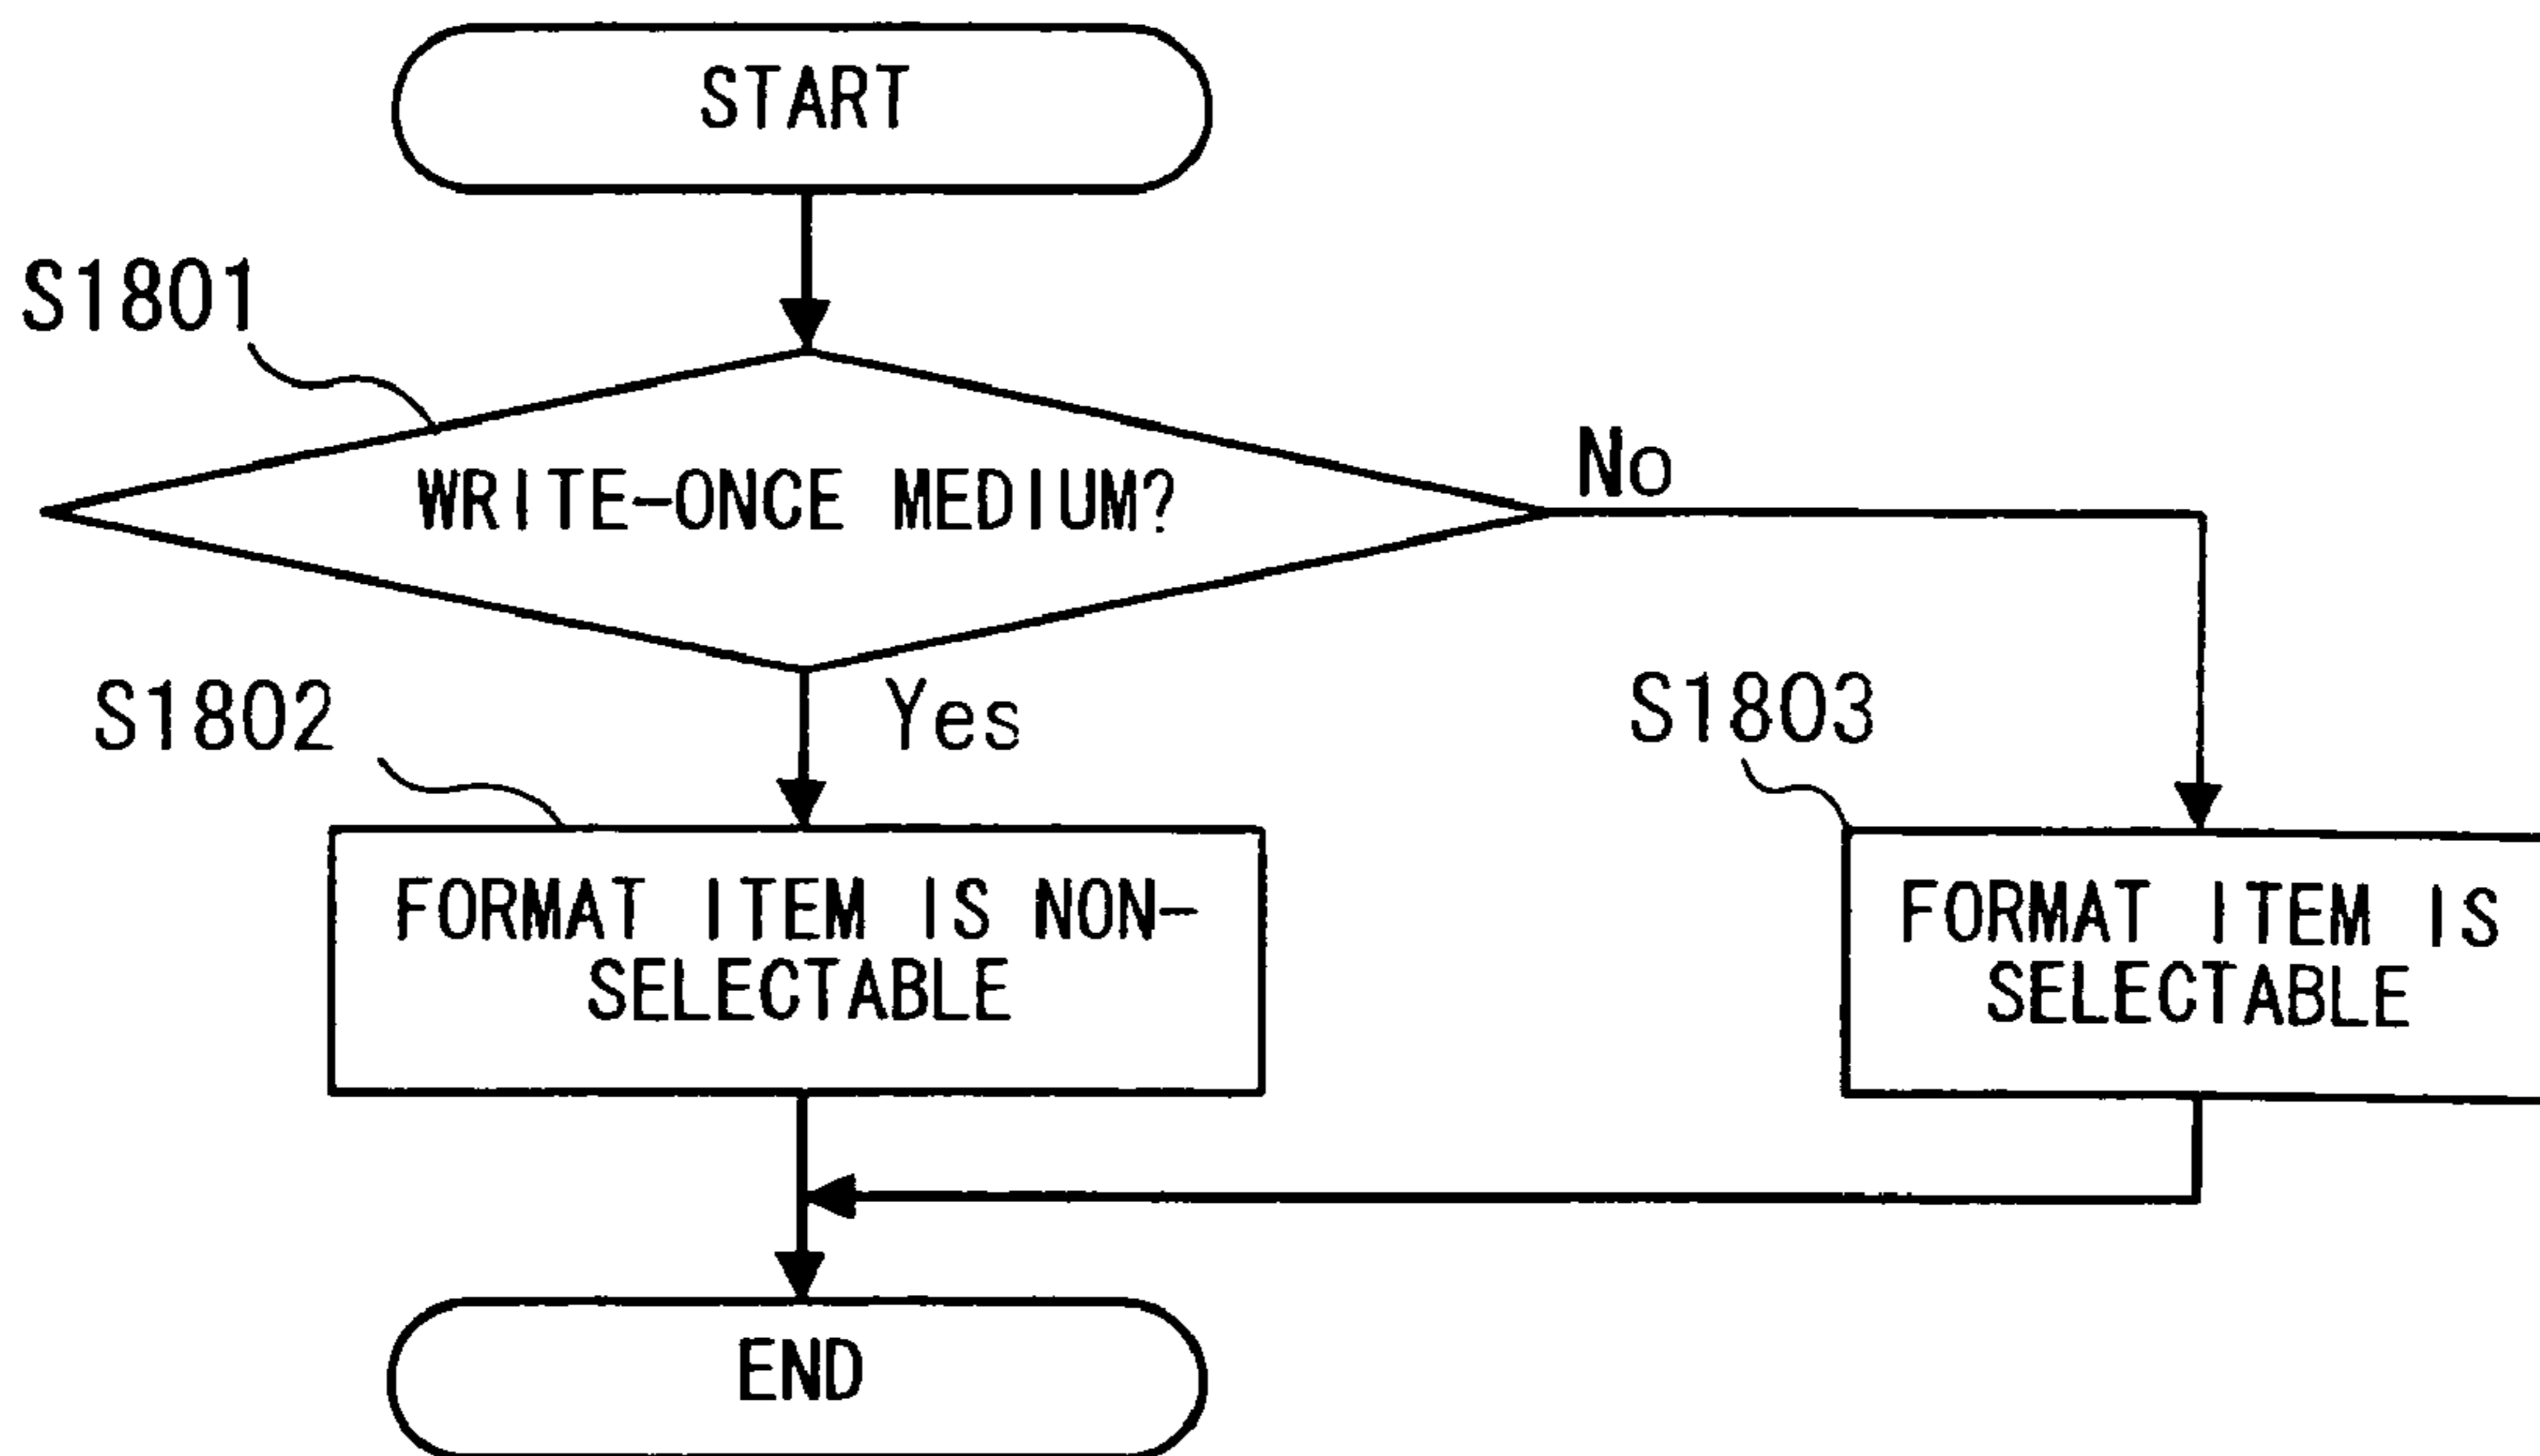 START
S1801
WRITE-ONCE MEDIUM?
No
Yes
S1802
S1803
FORMAT ITEM IS NON-
SELECTABLE
FORMAT ITEM IS
SELECTABLE
END